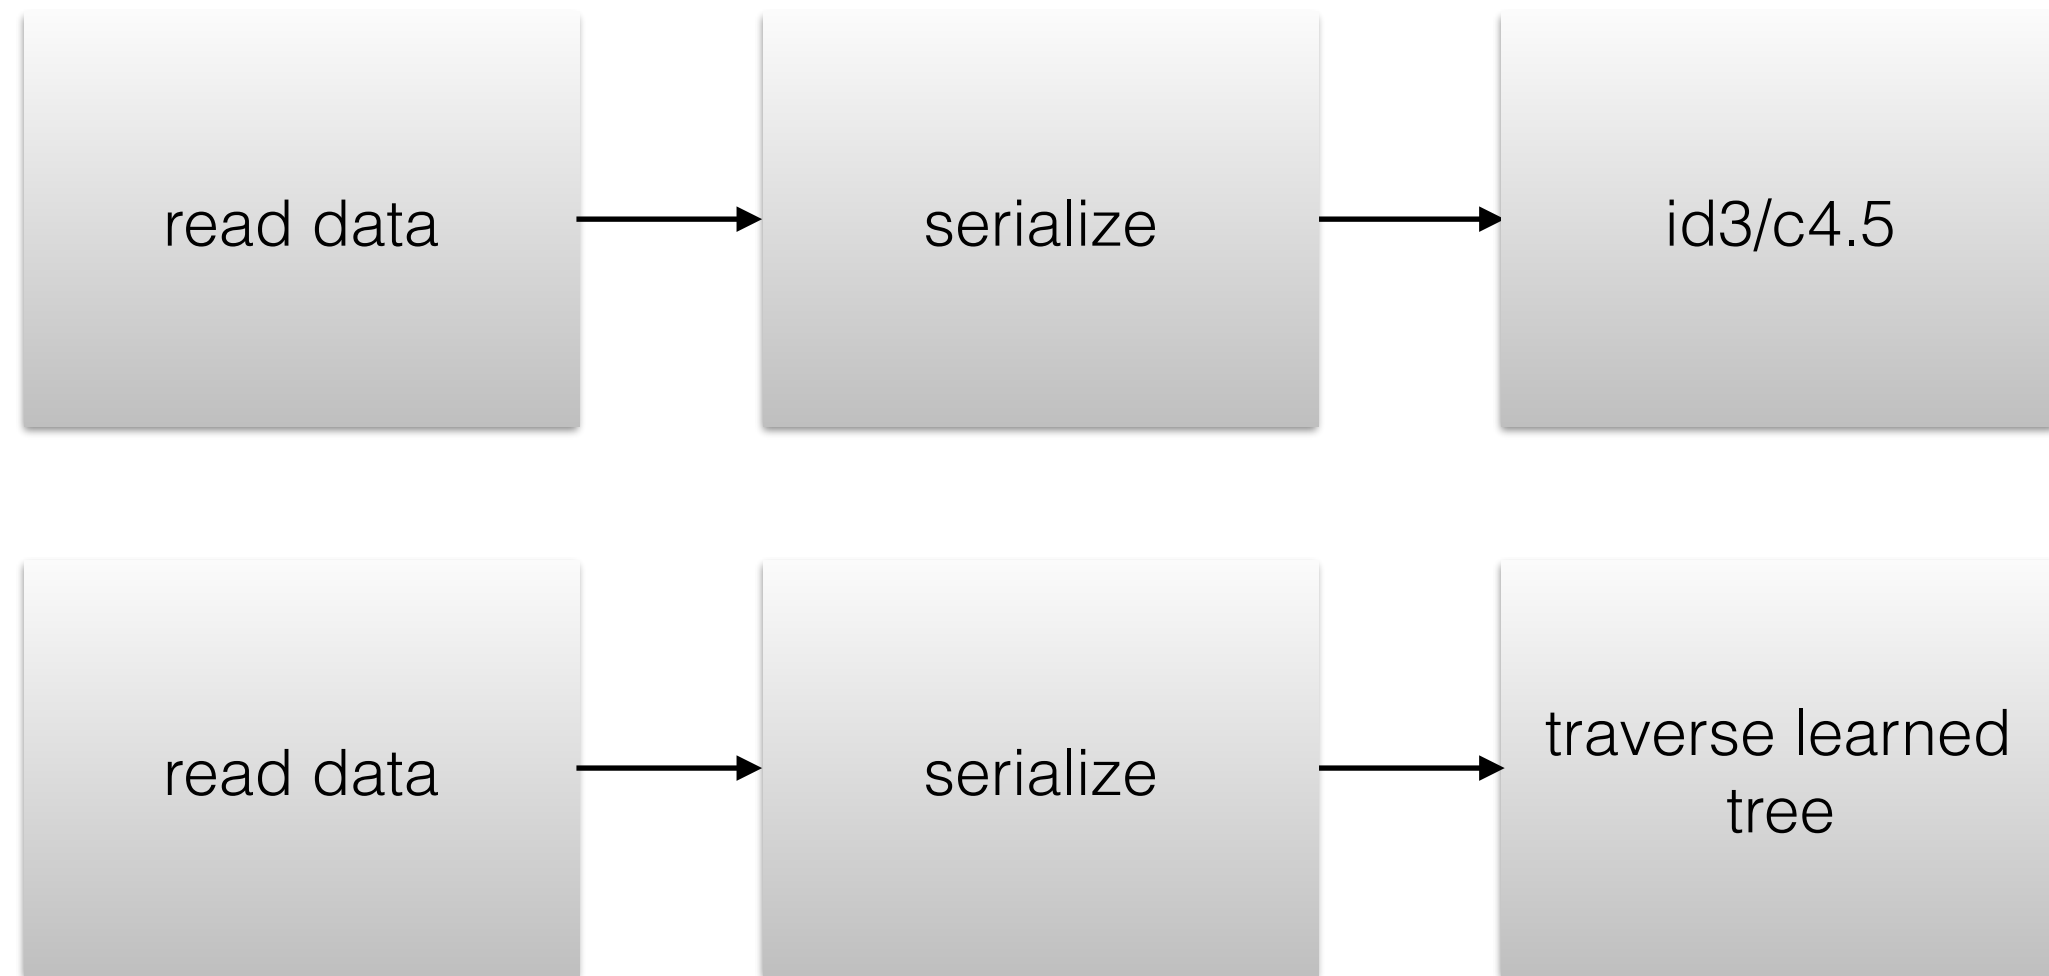 read data
serialize
id3/c4.5
read data
serialize
traverse learned
tree